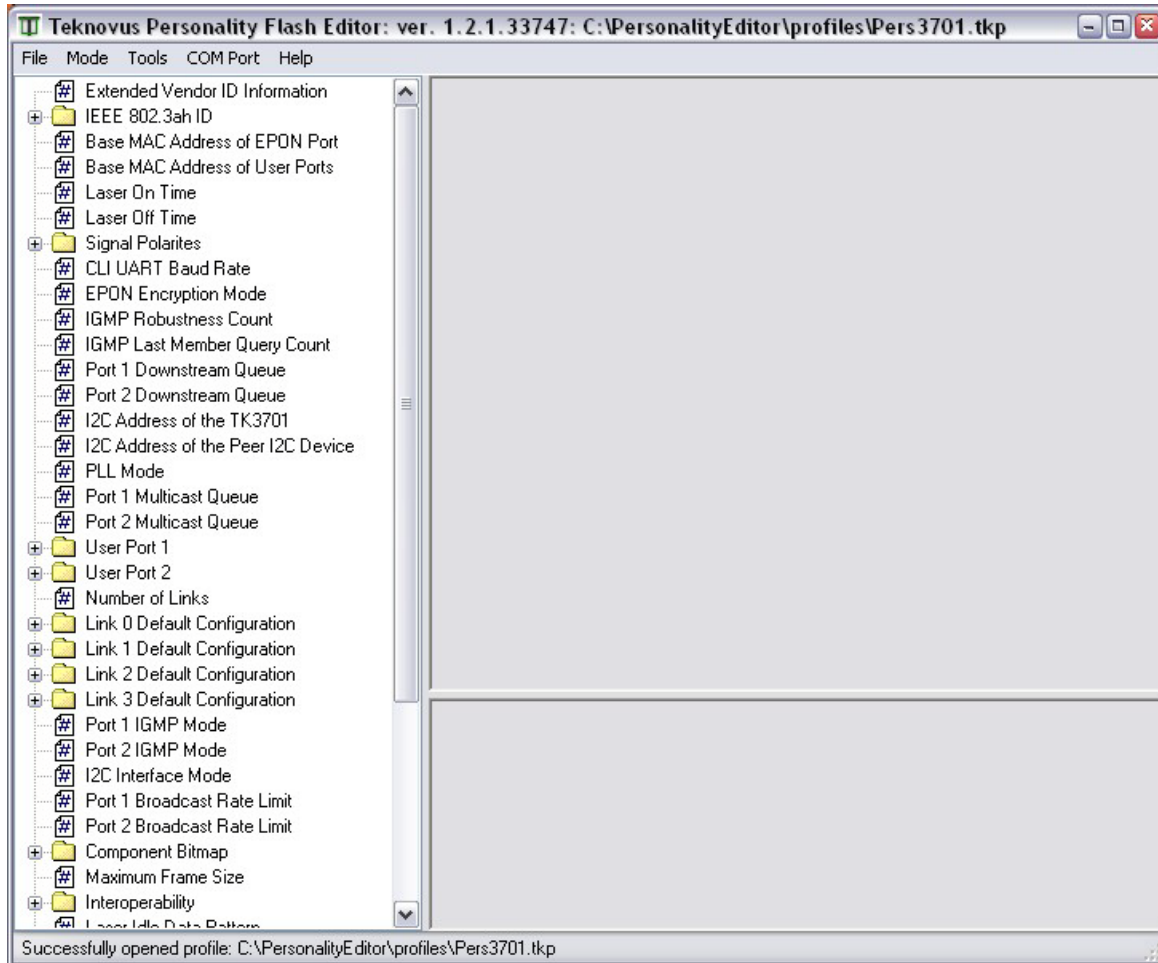 Teknovus Personality Flash Editor: ver. 1.2.1.33747: C:\PersonalityEditor\profiles\Pers3701.tkp
File Mode Tools COM Port Help
Extended Vendor ID Information
IEEE 802.3ah ID
Base MAC Address of EPON Port
Base MAC Address of User Ports
Laser On Time
Laser Off Time
Signal Polarites
CLI UART Baud Rate
EPON Encryption Mode
IGMP Robustness Count
IGMP Last Member Query Count
Port 1 Downstream Queue
Port 2 Downstream Queue
I2C Address of the TK3701
I2C Address of the Peer I2C Device
PLL Mode
Port 1 Multicast Queue
Port 2 Multicast Queue
User Port 1
User Port 2
Number of Links
Link 0 Default Configuration
Link 1 Default Configuration
Link 2 Default Configuration
Link 3 Default Configuration
Port 1 IGMP Mode
Port 2 IGMP Mode
I2C Interface Mode
Port 1 Broadcast Rate Limit
Port 2 Broadcast Rate Limit
Component Bitmap
Maximum Frame Size
Interoperability
Laser Idle Data Pattern
Successfully opened profile: C:\PersonalityEditor\profiles\Pers3701.tkp